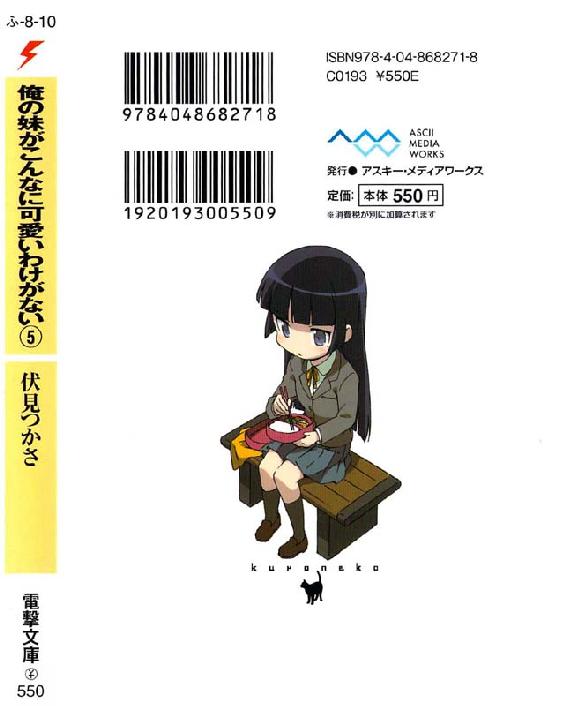 ふ-8-10
俺の妹がこんなに可愛いわけがない⑤
伏見つかさ
電撃文庫
¥
550
9784048682718
1920193005509
ISBN978-4-04-868271-8
C0193 ¥550E
ASCII
MEDIA
WORKS
発行●アスキー・メディアワークス
定価：本体550円
※消費税が別に加算されます
kuroneko